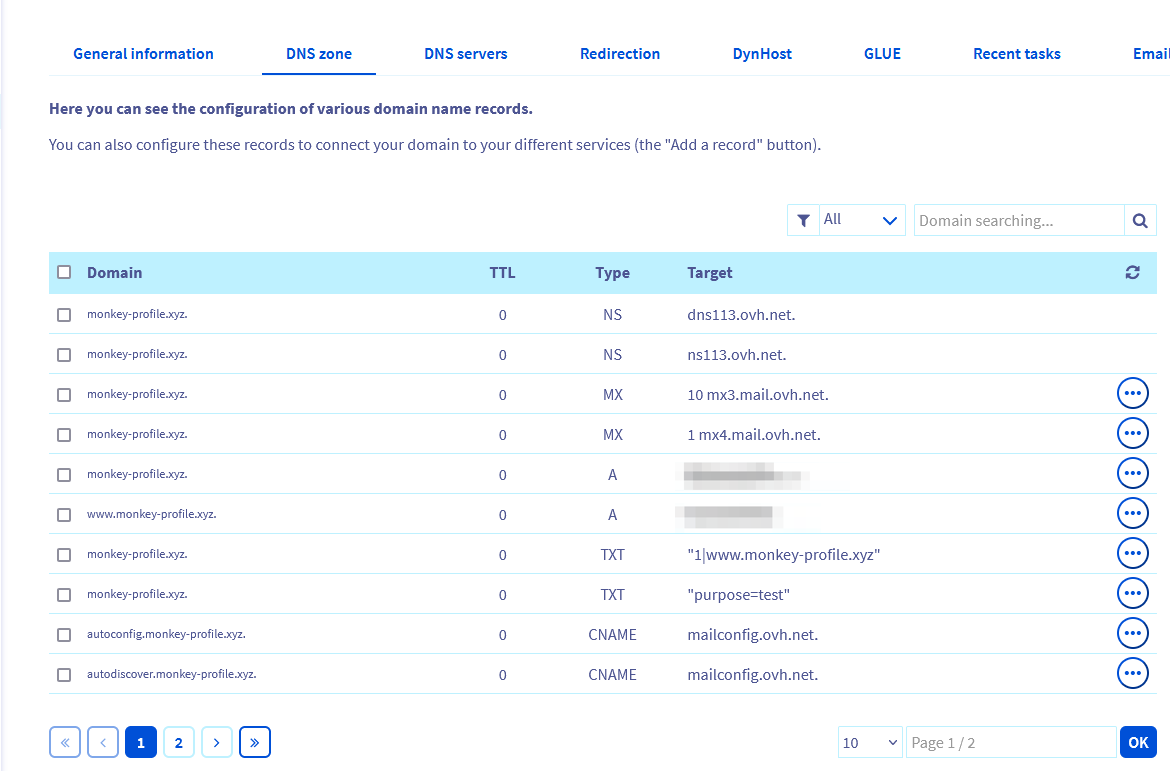 General information DNS zone DNS servers Redirection DynHost GLUE Recent tasks Email
Here you can see the configuration of various domain name records.
You can also configure these records to connect your domain to your different services (the "Add a record" button).
All Domain searching...
Domain TTL Type Target
monkey-profile.xyz. 0 NS dns113.ovh.net.
monkey-profile.xyz. 0 NS ns113.ovh.net.
monkey-profile.xyz. 0 MX 10 mx3.mail.ovh.net.
monkey-profile.xyz. 0 MX 1 mx4.mail.ovh.net.
monkey-profile.xyz. 0 A
www.monkey-profile.xyz. 0 A
monkey-profile.xyz. 0 TXT "1|www.monkey-profile.xyz"
monkey-profile.xyz. 0 TXT "purpose=test"
autoconfig.monkey-profile.xyz. 0 CNAME mailconfig.ovh.net.
autodiscover.monkey-profile.xyz. 0 CNAME mailconfig.ovh.net.
« ‹ 1 2 › » 10 Page 1 / 2 OK